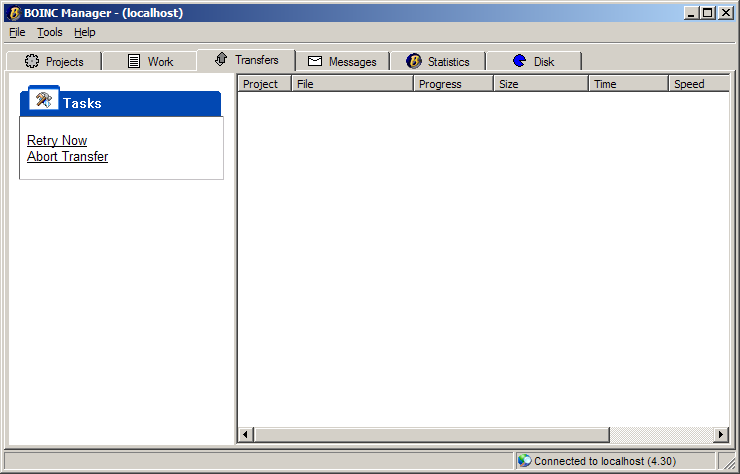 BOINC Manager - (localhost)
File Tools Help
Projects Work Transfers Messages Statistics Disk
Tasks
Retry Now
Abort Transfer
Project File Progress Size Time Speed
Connected to localhost (4.30)